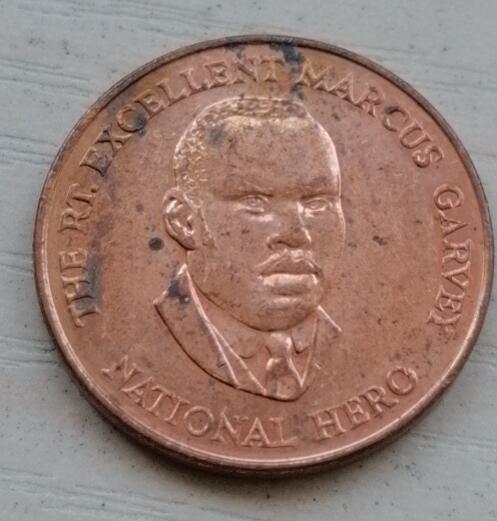 THE RT. EXCELLENT MARCUS GARVEY
NATIONAL HERO